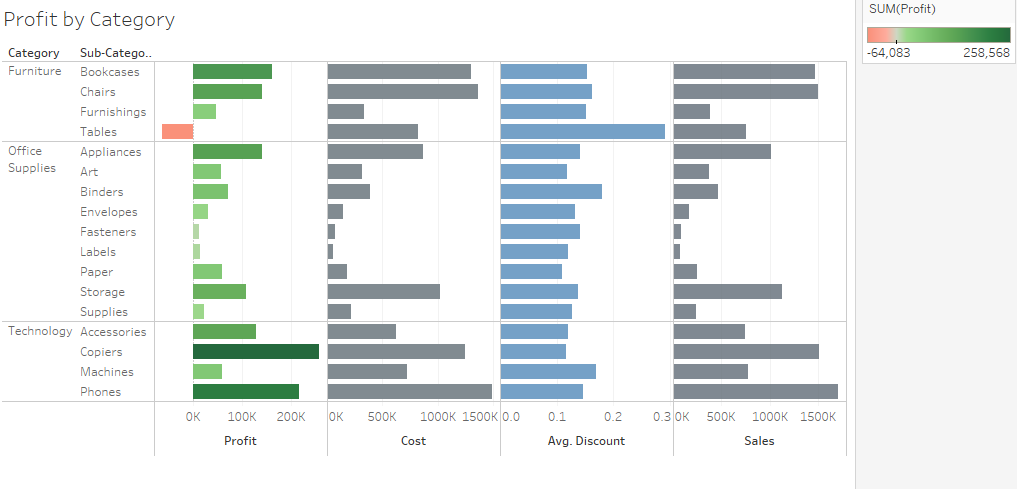 Profit by Category
SUM(Profit)
-64,083 258,568
Category Sub-Catego..
Furniture Bookcases
Chairs
Furnishings
Tables
Office Supplies Appliances
Art
Binders
Envelopes
Fasteners
Labels
Paper
Storage
Supplies
Technology Accessories
Copiers
Machines
Phones
0K 100K 200K 0K 500K 1000K 1500K 0.0 0.1 0.2 0.3 0K 500K 1000K 1500K
Profit Cost Avg. Discount Sales